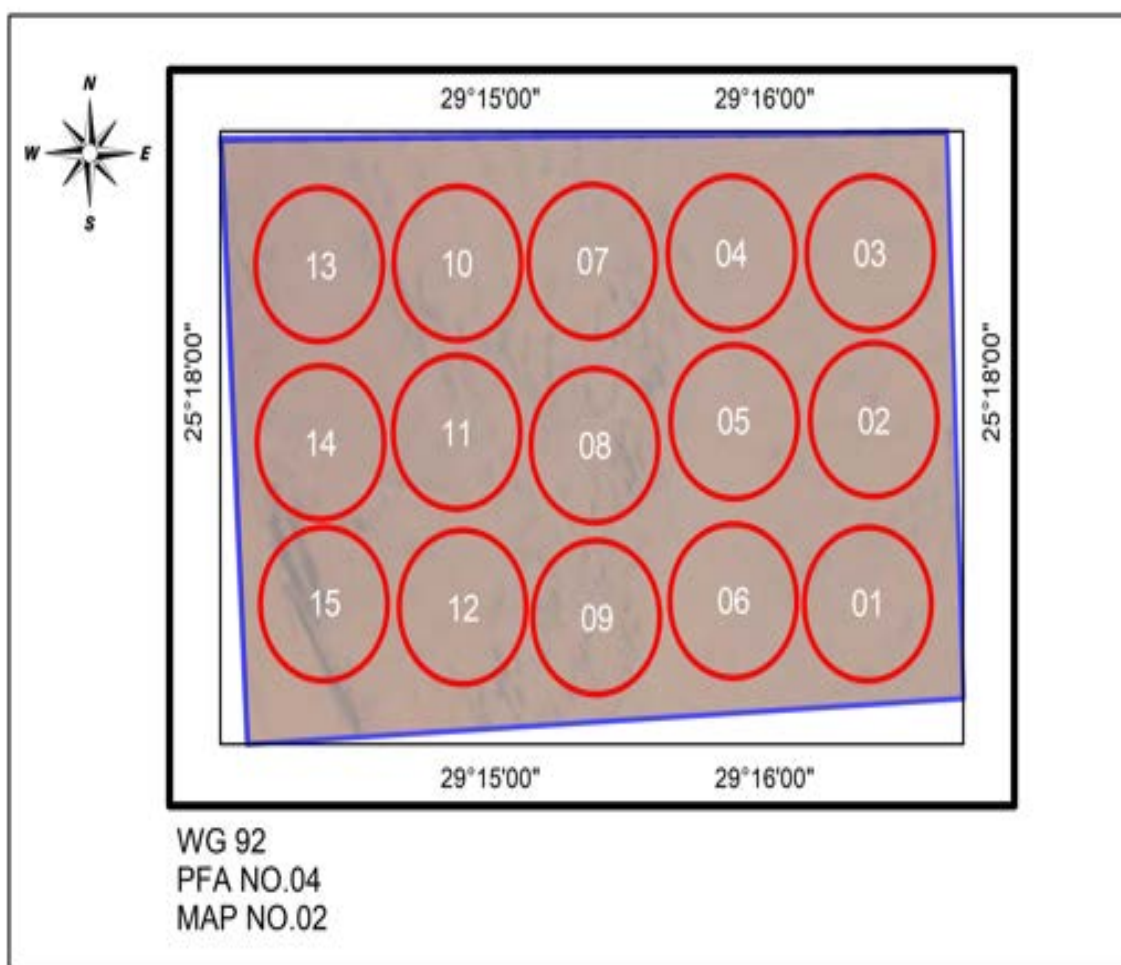 N
29°15'00" 29°16'00"
W E
S
13 10 07 04 03
25°18'00" 25°18'00"
14 11 08 05 02
15 12 09 06 01
29°15'00" 29°16'00"
WG 92
PFA NO.04
MAP NO.02